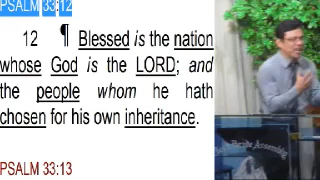 PSALM 33:12
12 ¶ Blessed is the nation
whose God is the LORD; and
the people whom he hath
chosen for his own inheritance.
PSALM 33:13